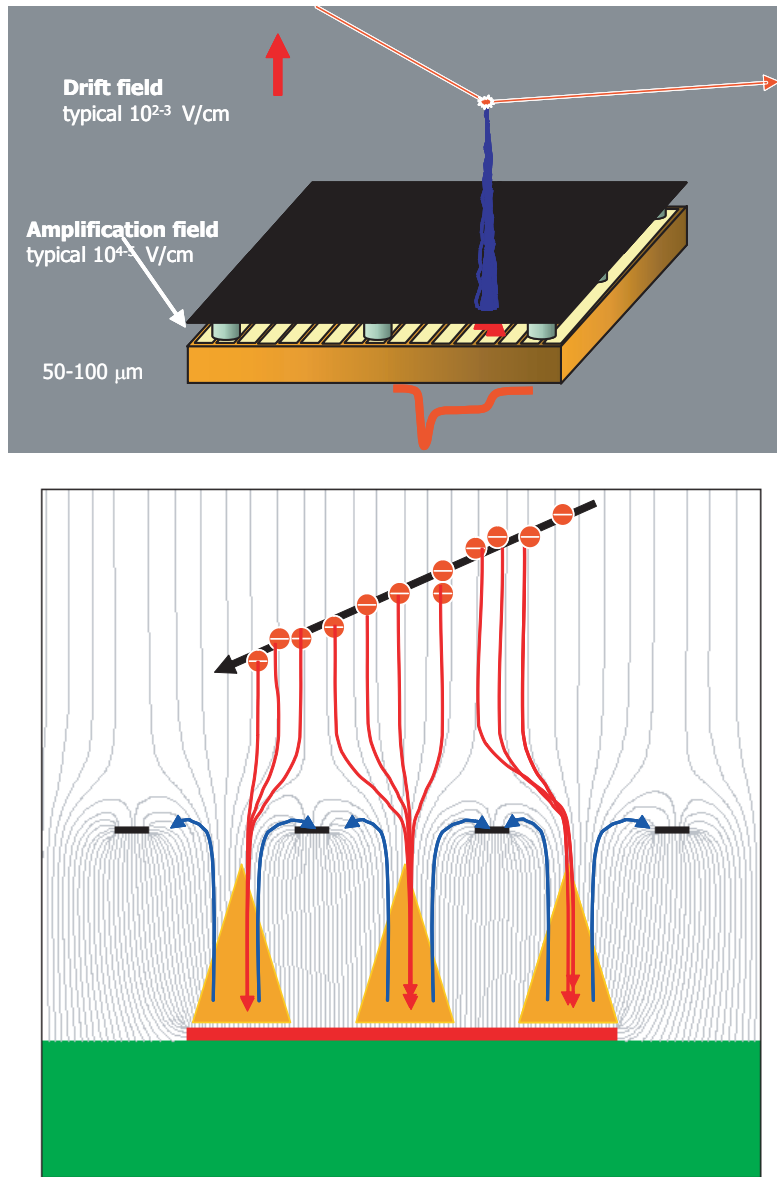 Drift field
typical 10²⁻³ V/cm
Amplification field
typical 10⁴⁻⁵ V/cm
50-100 μm